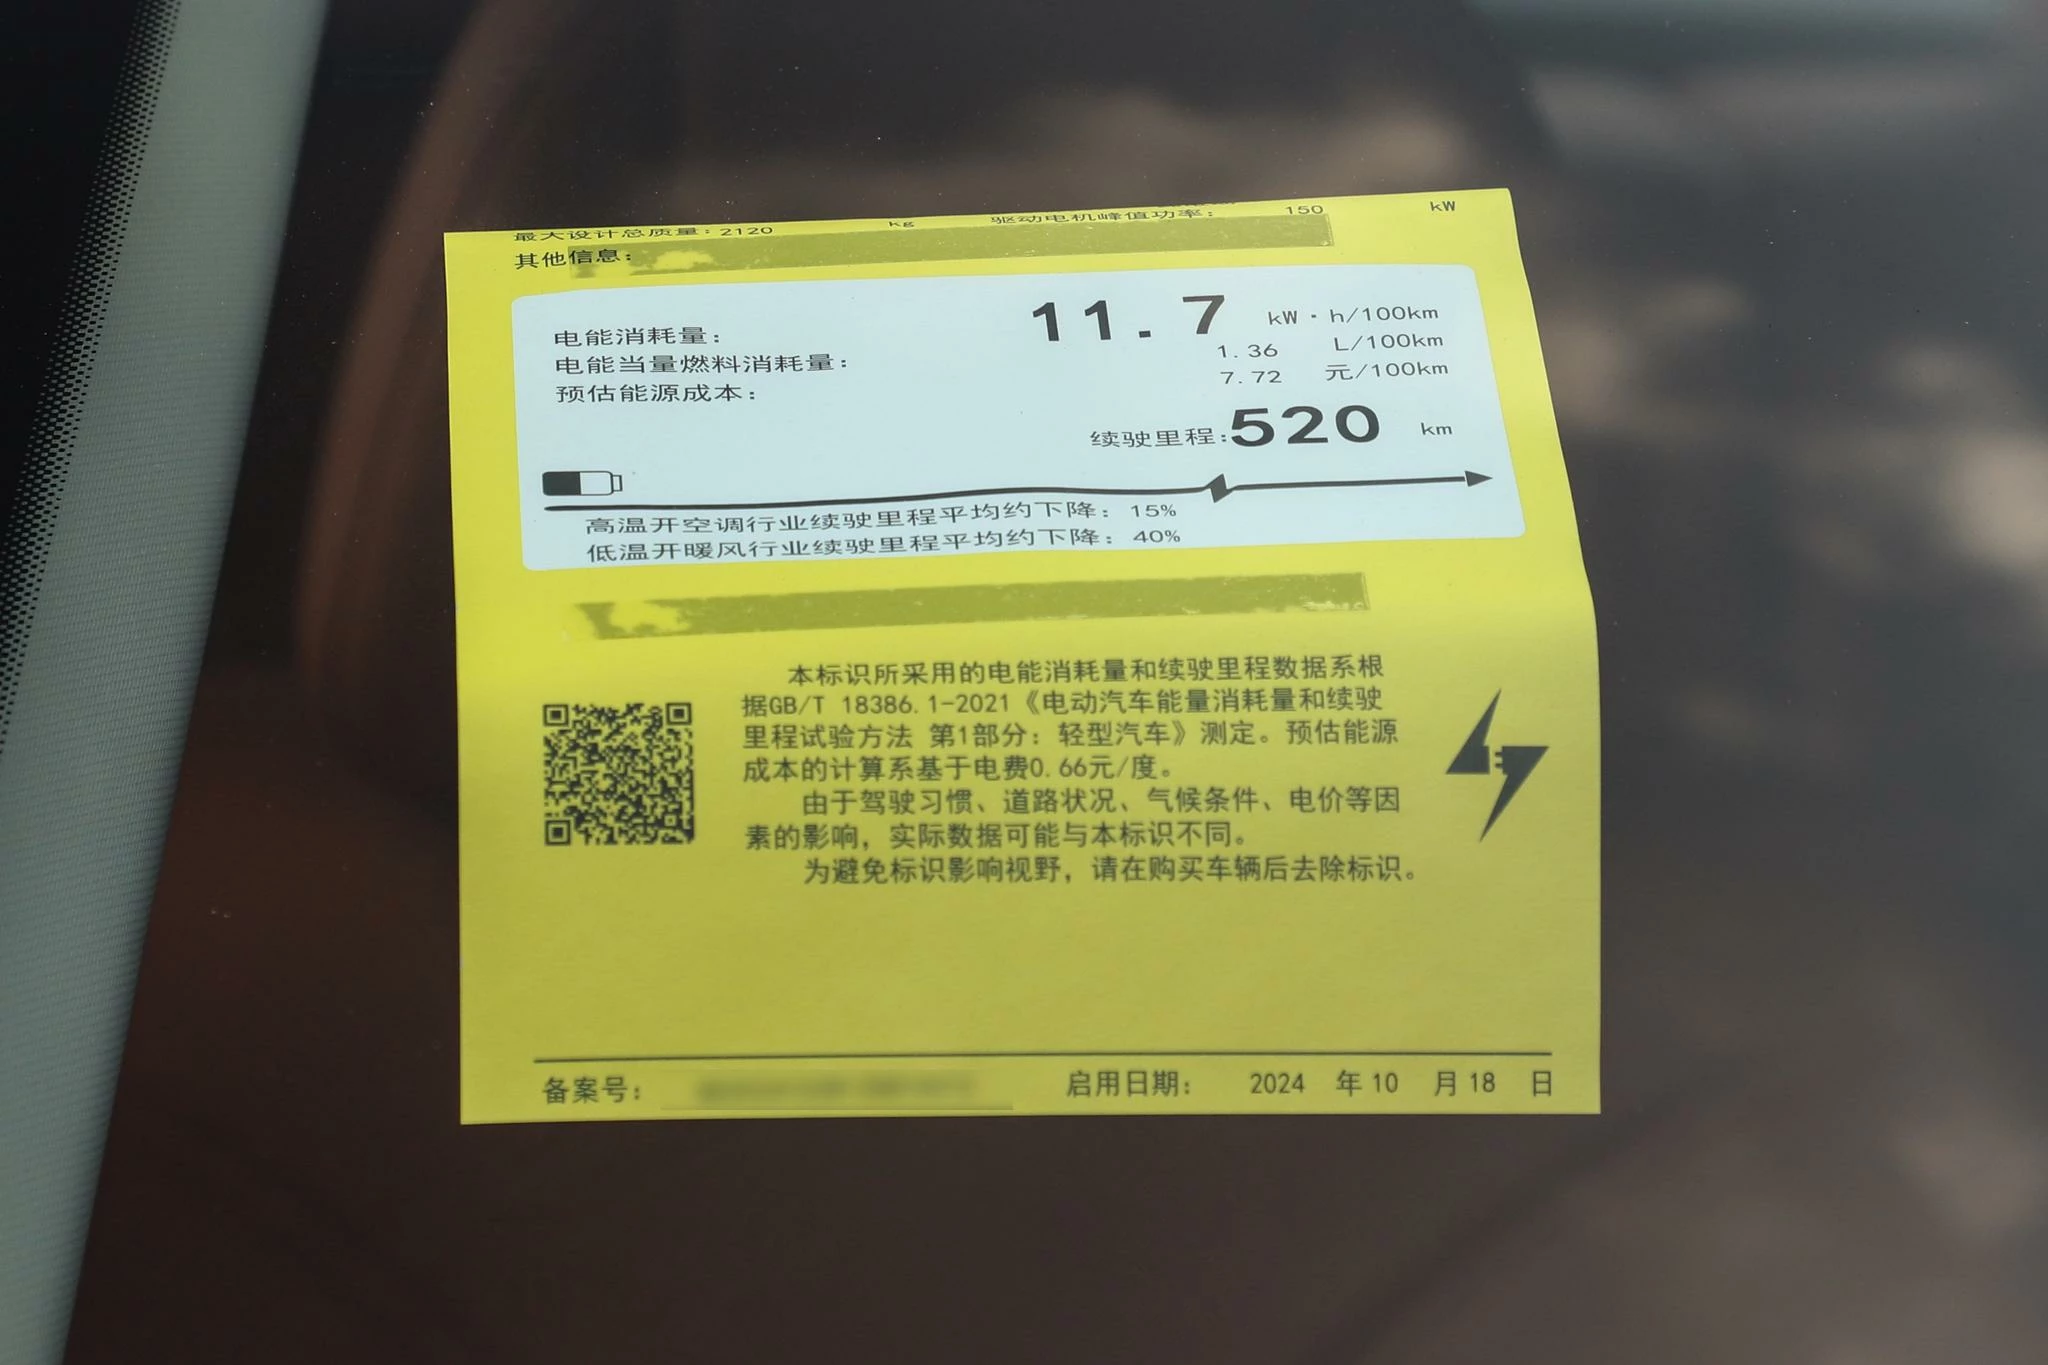 最大设计总质量：2120 kg 驱动电机峰值功率： 150 kW
其他信息：
电能消耗量： 11.7 kW·h/100km
电能当量燃料消耗量： 1.36 L/100km
预估能源成本： 7.72 元/100km
续驶里程：520 km
高温开空调行业续驶里程平均约下降： 15%
低温开暖风行业续驶里程平均约下降： 40%
本标识所采用的电能消耗量和续驶里程数据系根
据GB/T 18386.1-2021《电动汽车能量消耗量和续驶
里程试验方法 第1部分：轻型汽车》测定。预估能源
成本的计算系基于电费0.66元/度。
由于驾驶习惯、道路状况、气候条件、电价等因
素的影响，实际数据可能与本标识不同。
为避免标识影响视野，请在购买车辆后去除标识。
备案号： 启用日期： 2024 年 10 月 18 日